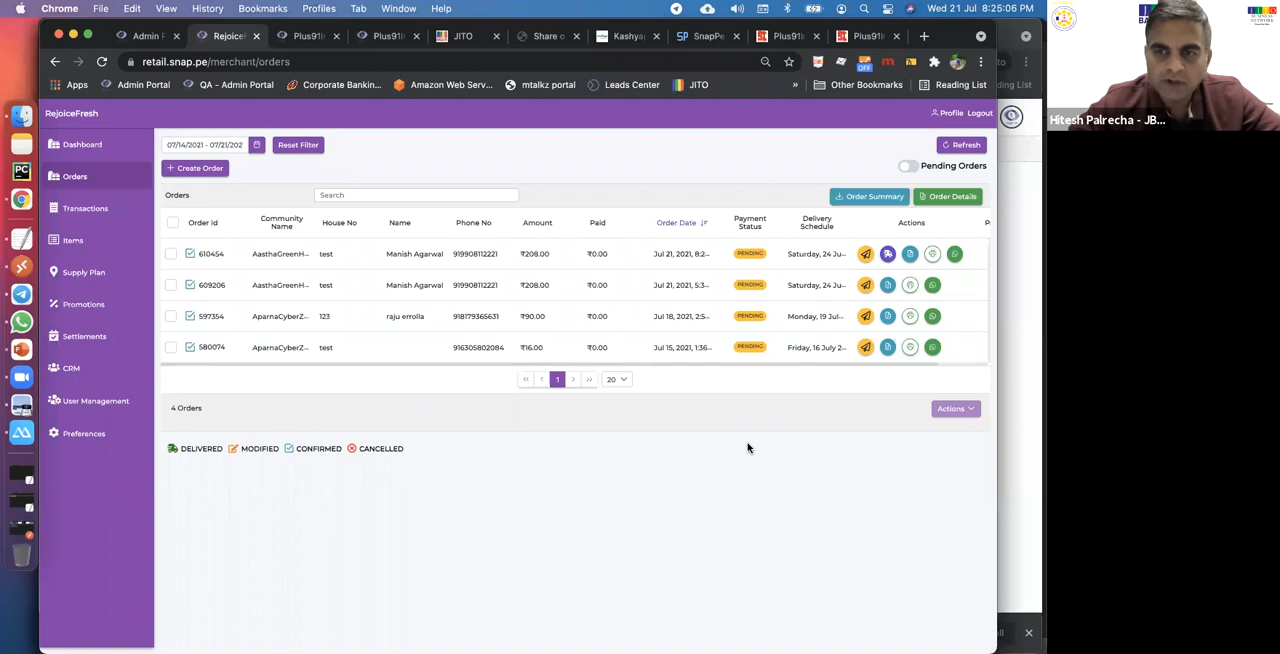 Chrome File Edit View History Bookmarks Profiles Tab Window Help Wed 21 Jul 8:25:06 PM
Admin F Rejoice Plus91 Plus91 JITO Share o Kashya SnapPe Plus91 Plus91
retail.snap.pe/merchant/orders
Apps Admin Portal QA - Admin Portal Corporate Bankin... Amazon Web Serv... mtalkz portal Leads Center JITO » Other Bookmarks Reading List
OFF
RejoiceFresh Profile Logout
Dashboard
Orders
Transactions
Items
Supply Plan
Promotions
Settlements
CRM
User Management
Preferences
07/14/2021 - 07/21/202 Reset Filter Refresh
+ Create Order Pending Orders
Orders Search Order Summary Order Details
Order Id Community Name House No Name Phone No Amount Paid Order Date Payment Status Delivery Schedule Actions
610454 AasthaGreenH... test Manish Agarwal 919908112221 ₹208.00 ₹0.00 Jul 21, 2021, 8:2... PENDING Saturday, 24 Ju...
609206 AasthaGreenH... test Manish Agarwal 919908112221 ₹208.00 ₹0.00 Jul 21, 2021, 5:3... PENDING Saturday, 24 Ju...
597354 AparnaCyberZ... 123 raju errolla 918179365631 ₹90.00 ₹0.00 Jul 18, 2021, 2:5... PENDING Monday, 19 Jul...
580074 AparnaCyberZ... test 916305802084 ₹16.00 ₹0.00 Jul 15, 2021, 1:36... PENDING Friday, 16 July 2...
« ‹ 1 › » 20
4 Orders Actions
DELIVERED MODIFIED CONFIRMED CANCELLED
Hitesh Palrecha - JB...